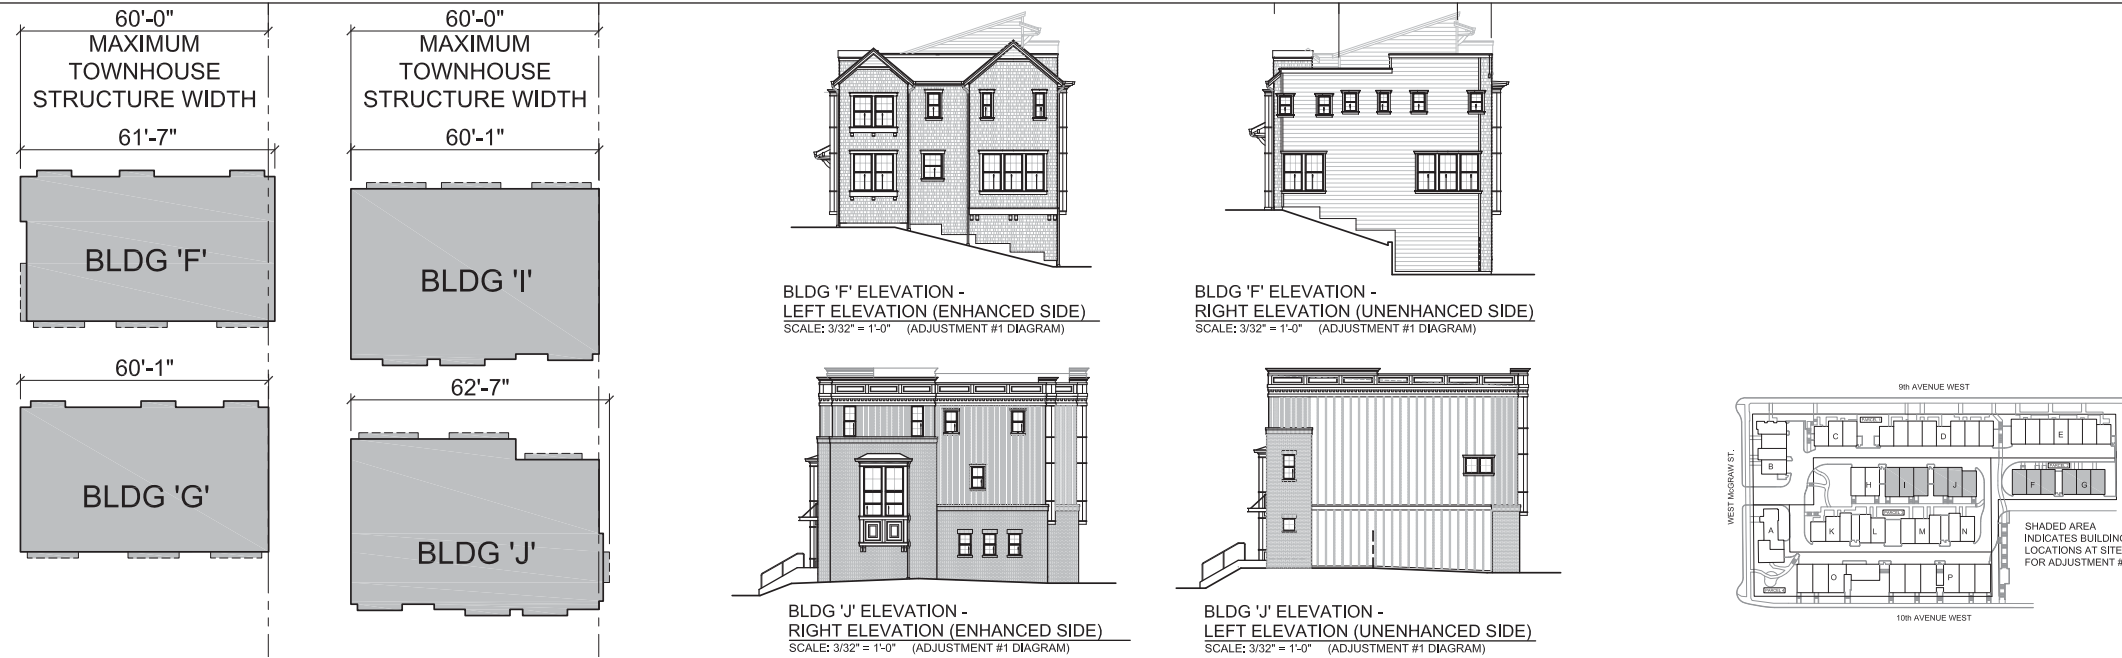 60'-0"
MAXIMUM
TOWNHOUSE
STRUCTURE WIDTH
61'-7"
BLDG 'F'
60'-1"
BLDG 'G'
60'-0"
MAXIMUM
TOWNHOUSE
STRUCTURE WIDTH
60'-1"
BLDG 'I'
62'-7"
BLDG 'J'
BLDG 'F' ELEVATION -
LEFT ELEVATION (ENHANCED SIDE)
SCALE: 3/32" = 1'-0" (ADJUSTMENT #1 DIAGRAM)
BLDG 'F' ELEVATION -
RIGHT ELEVATION (UNENHANCED SIDE)
SCALE: 3/32" = 1'-0" (ADJUSTMENT #1 DIAGRAM)
BLDG 'J' ELEVATION -
RIGHT ELEVATION (ENHANCED SIDE)
SCALE: 3/32" = 1'-0" (ADJUSTMENT #1 DIAGRAM)
BLDG 'J' ELEVATION -
LEFT ELEVATION (UNENHANCED SIDE)
SCALE: 3/32" = 1'-0" (ADJUSTMENT #1 DIAGRAM)
9th AVENUE WEST
WEST McGRAW ST.
C
D
E
B
H
I
J
F
G
A
K
L
M
N
O
P
SHADED AREA
INDICATES BUILDING
LOCATIONS AT SITE
FOR ADJUSTMENT #
10th AVENUE WEST